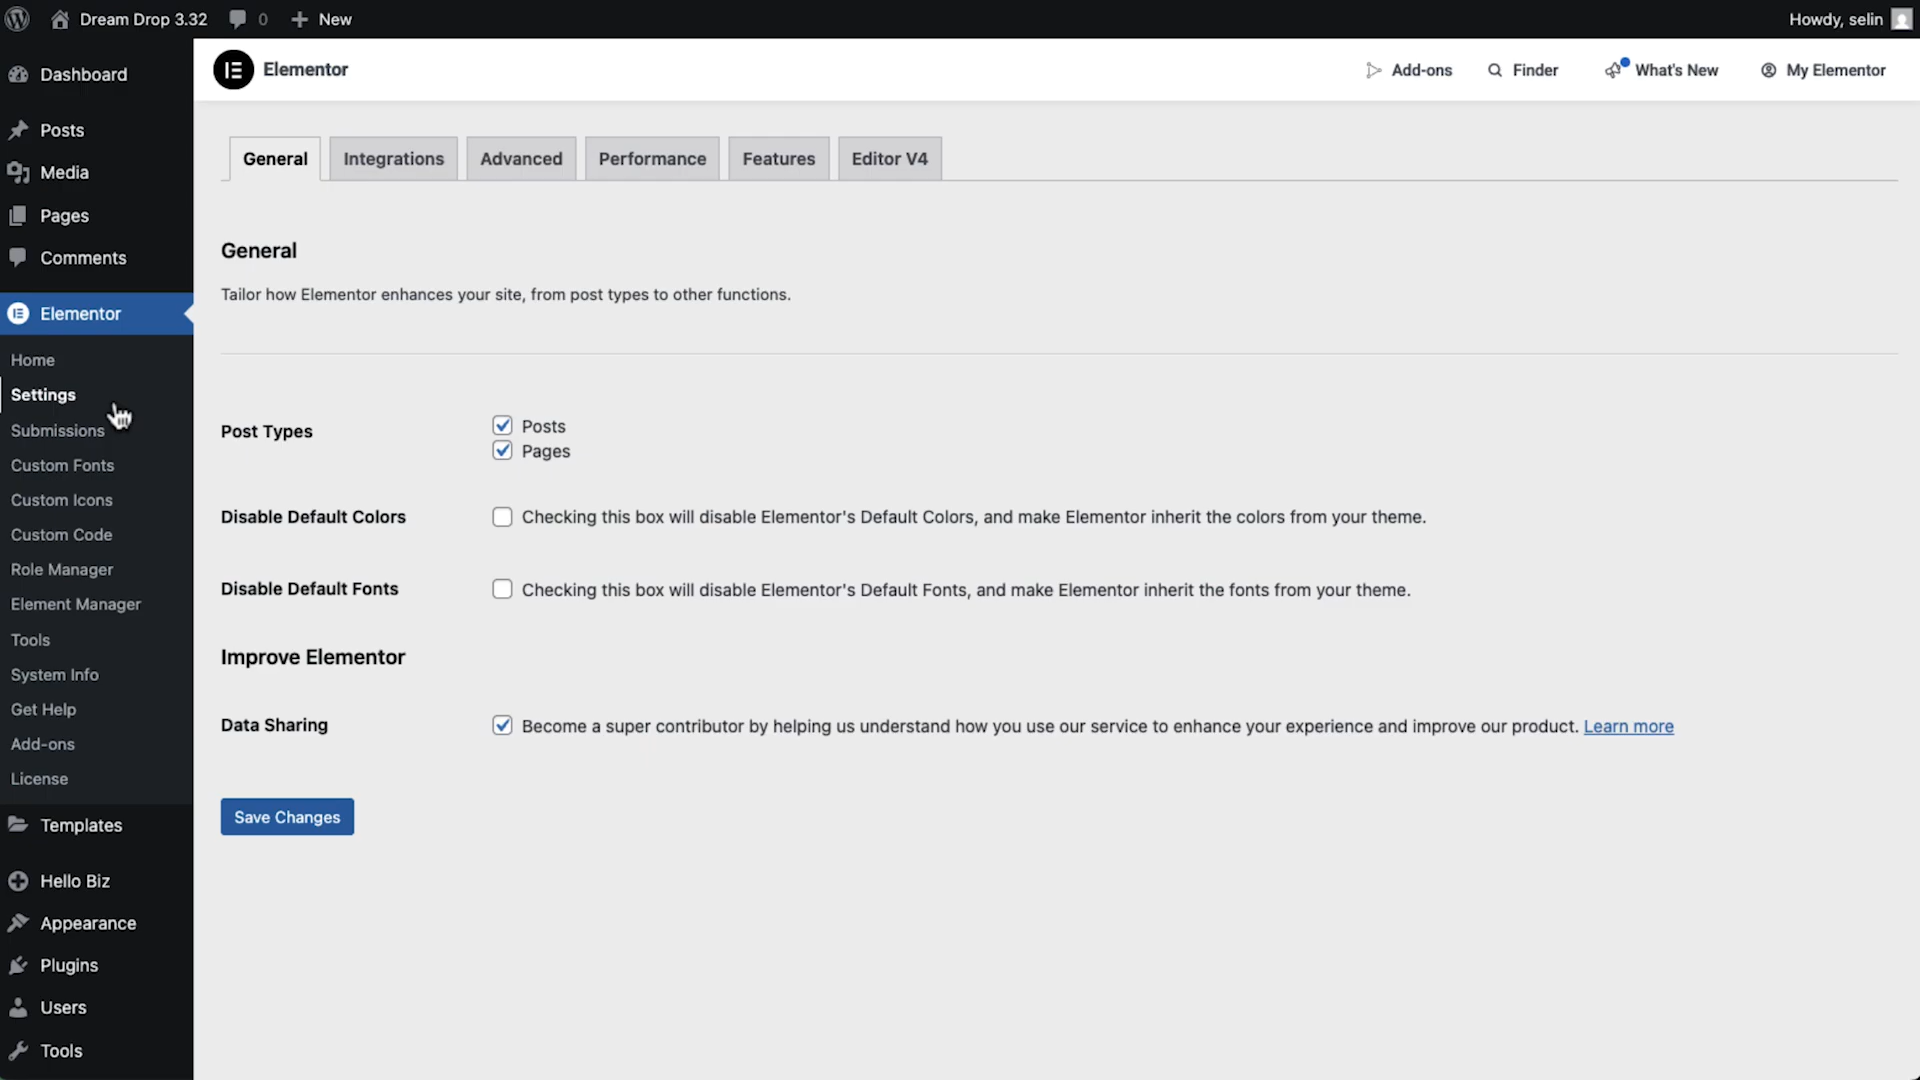 Dream Drop 3.32
0
New
Howdy, selin
Dashboard
Posts
Media
Pages
Comments
Elementor
Home
Settings
Submissions
Custom Fonts
Custom Icons
Custom Code
Role Manager
Element Manager
Tools
System Info
Get Help
Add-ons
License
Templates
Hello Biz
Appearance
Plugins
Users
Tools
Elementor
Add-ons
Finder
What's New
My Elementor
General
Integrations
Advanced
Performance
Features
Editor V4
General
Tailor how Elementor enhances your site, from post types to other functions.
Post Types
Posts
Pages
Disable Default Colors
Checking this box will disable Elementor's Default Colors, and make Elementor inherit the colors from your theme.
Disable Default Fonts
Checking this box will disable Elementor's Default Fonts, and make Elementor inherit the fonts from your theme.
Improve Elementor
Data Sharing
Become a super contributor by helping us understand how you use our service to enhance your experience and improve our product. Learn more
Save Changes